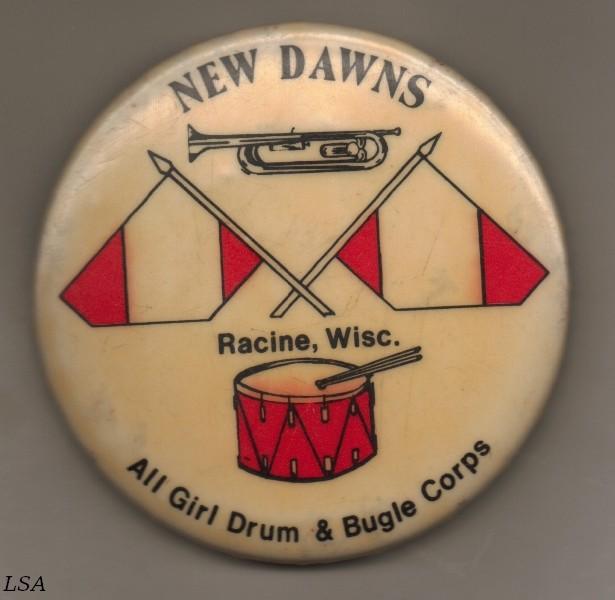 NEW DAWNS
Racine, Wisc.
All Girl Drum & Bugle Corps
LSA